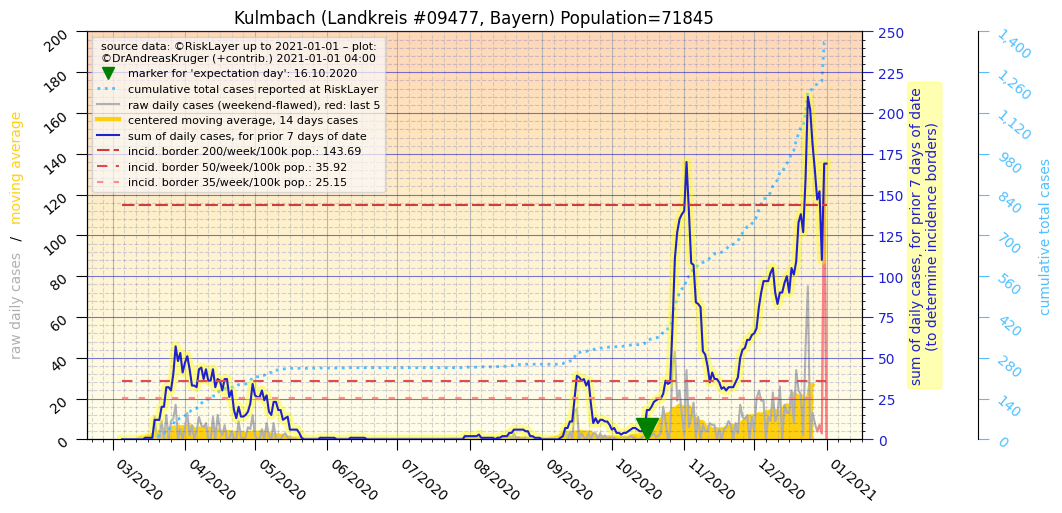 Kulmbach (Landkreis #09477, Bayern) Population=71845
source data: ©RiskLayer up to 2021-01-01 – plot:
©DrAndreasKruger (+contrib.) 2021-01-01 04:00
marker for 'expectation day': 16.10.2020
cumulative total cases reported at RiskLayer
raw daily cases (weekend-flawed), red: last 5
centered moving average, 14 days cases
sum of daily cases, for prior 7 days of date
incid. border 200/week/100k pop.: 143.69
incid. border 50/week/100k pop.: 35.92
incid. border 35/week/100k pop.: 25.15
raw daily cases / moving average
200
180
160
140
120
100
80
60
40
20
0
250
225
200
175
150
125
100
75
50
25
0
sum of daily cases, for prior 7 days of date
(to determine incidence borders)
1,400
1,260
1,120
980
840
700
560
420
280
140
0
cumulative total cases
03/2020
04/2020
05/2020
06/2020
07/2020
08/2020
09/2020
10/2020
11/2020
12/2020
01/2021